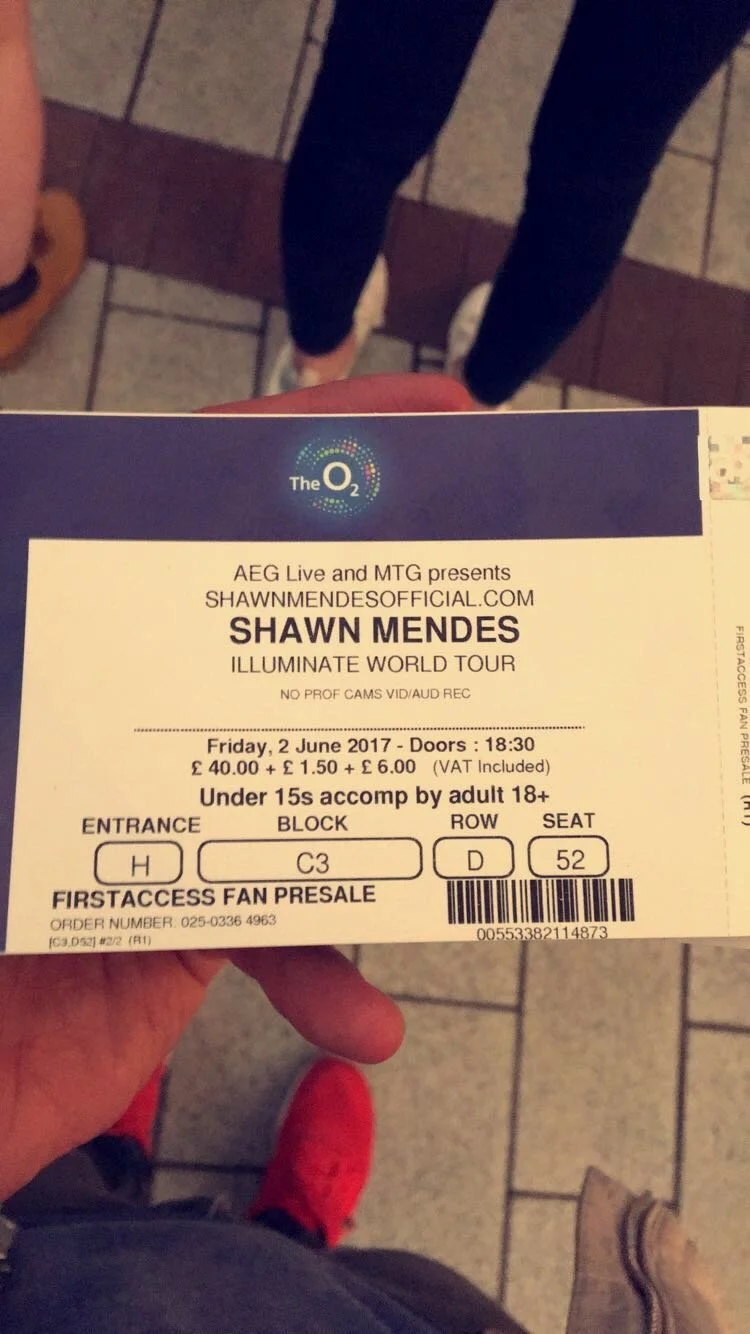 The O2
AEG Live and MTG presents
SHAWNMENDESOFFICIAL.COM
SHAWN MENDES
ILLUMINATE WORLD TOUR
NO PROF CAMS VID/AUD REC
Friday, 2 June 2017 - Doors : 18:30
£ 40.00 + £ 1.50 + £ 6.00 (VAT Included)
Under 15s accomp by adult 18+
ENTRANCE BLOCK ROW SEAT
H C3 D 52
FIRSTACCESS FAN PRESALE
ORDER NUMBER: 025-0336 4963
[C3,D52] #2/2 (R1)
00553382114873
FIRSTACCESS FAN PRESALE